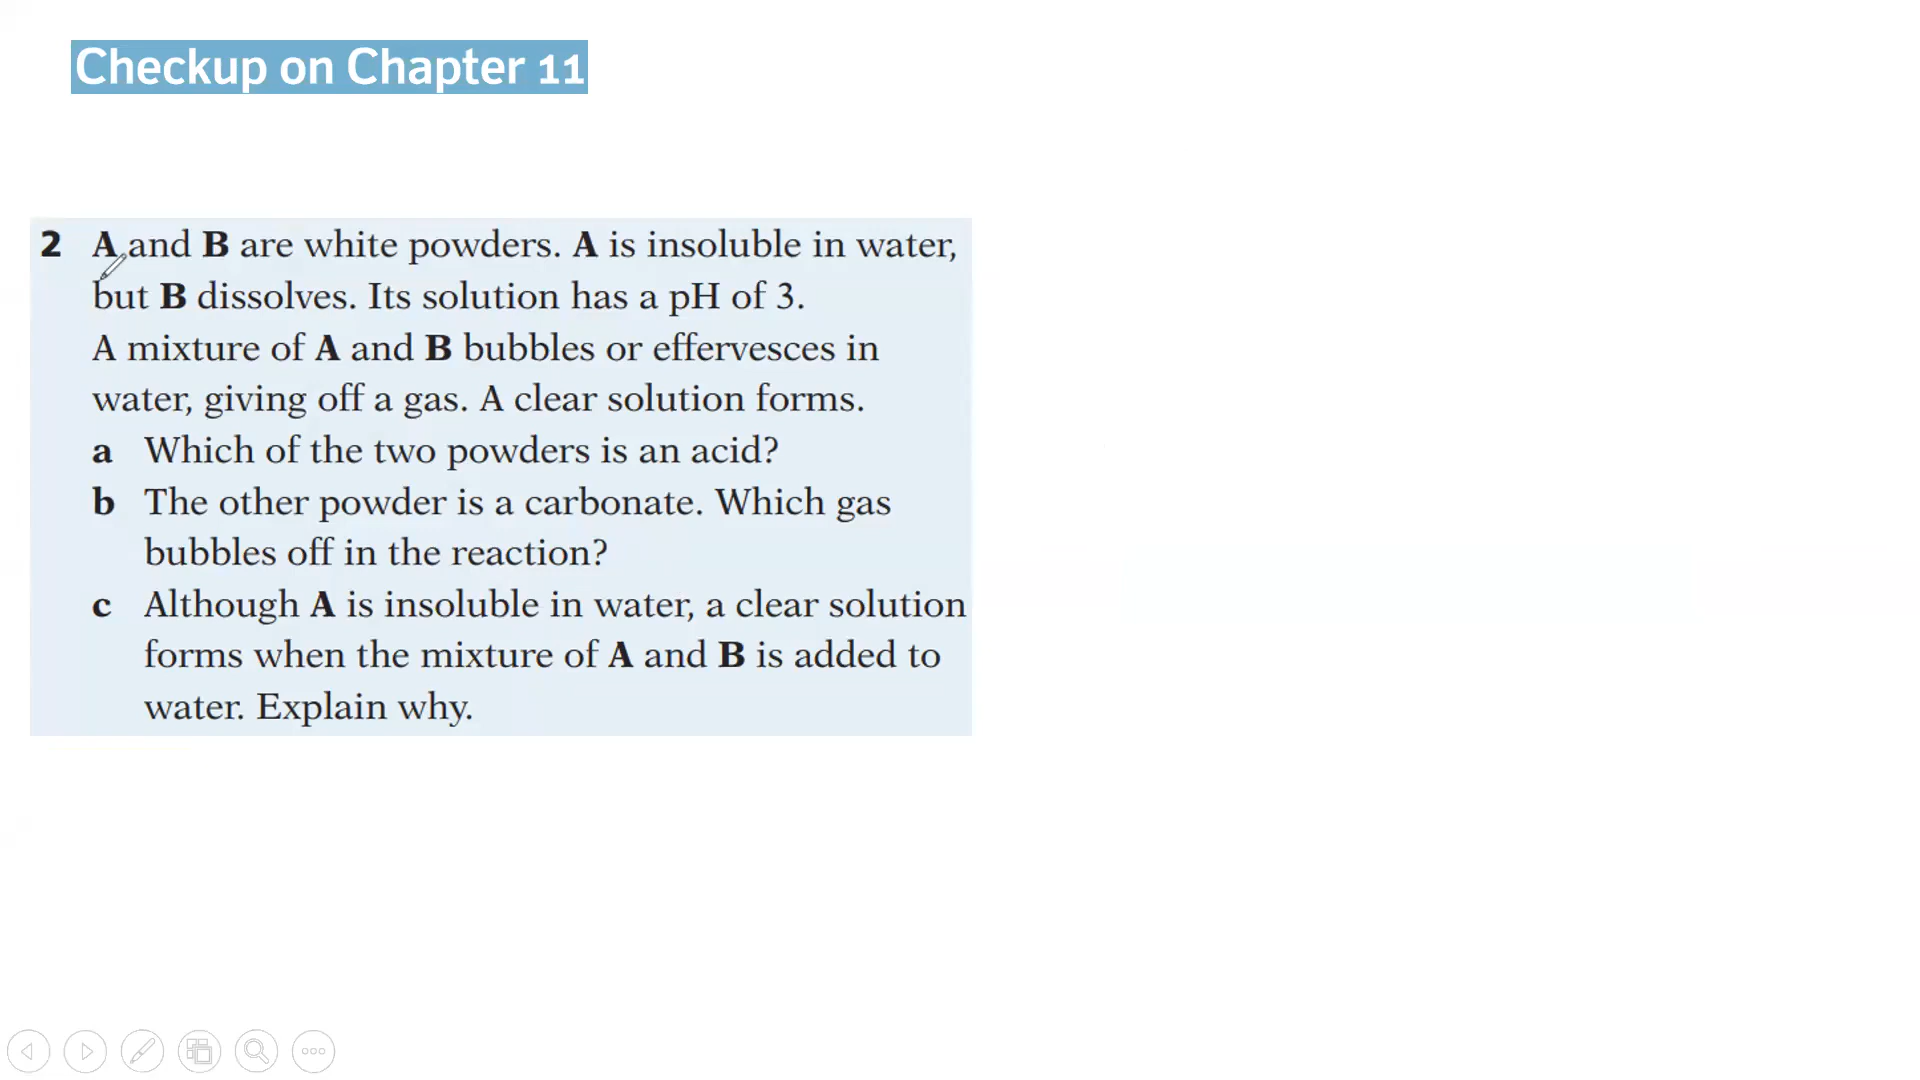 Checkup on Chapter 11
2 A and B are white powders. A is insoluble in water,
but B dissolves. Its solution has a pH of 3.
A mixture of A and B bubbles or effervesces in
water, giving off a gas. A clear solution forms.
a Which of the two powders is an acid?
b The other powder is a carbonate. Which gas
bubbles off in the reaction?
c Although A is insoluble in water, a clear solution
forms when the mixture of A and B is added to
water. Explain why.